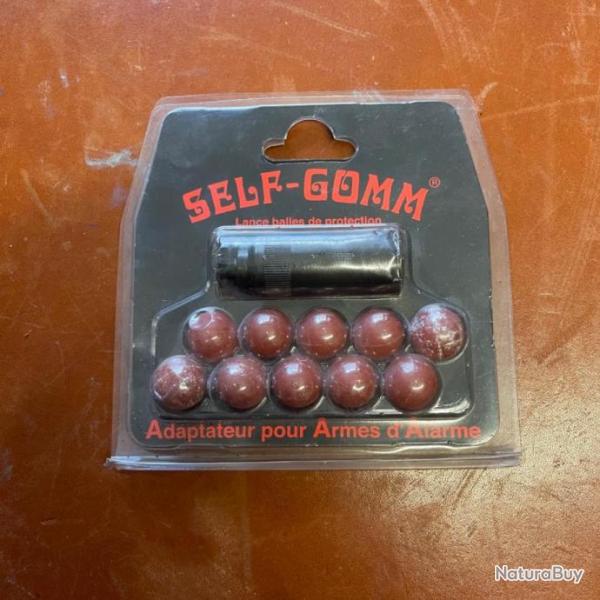 SELF-GOMM®
Lance balles de protection
Adaptateur pour Armes d'Alarme
NaturaBuy